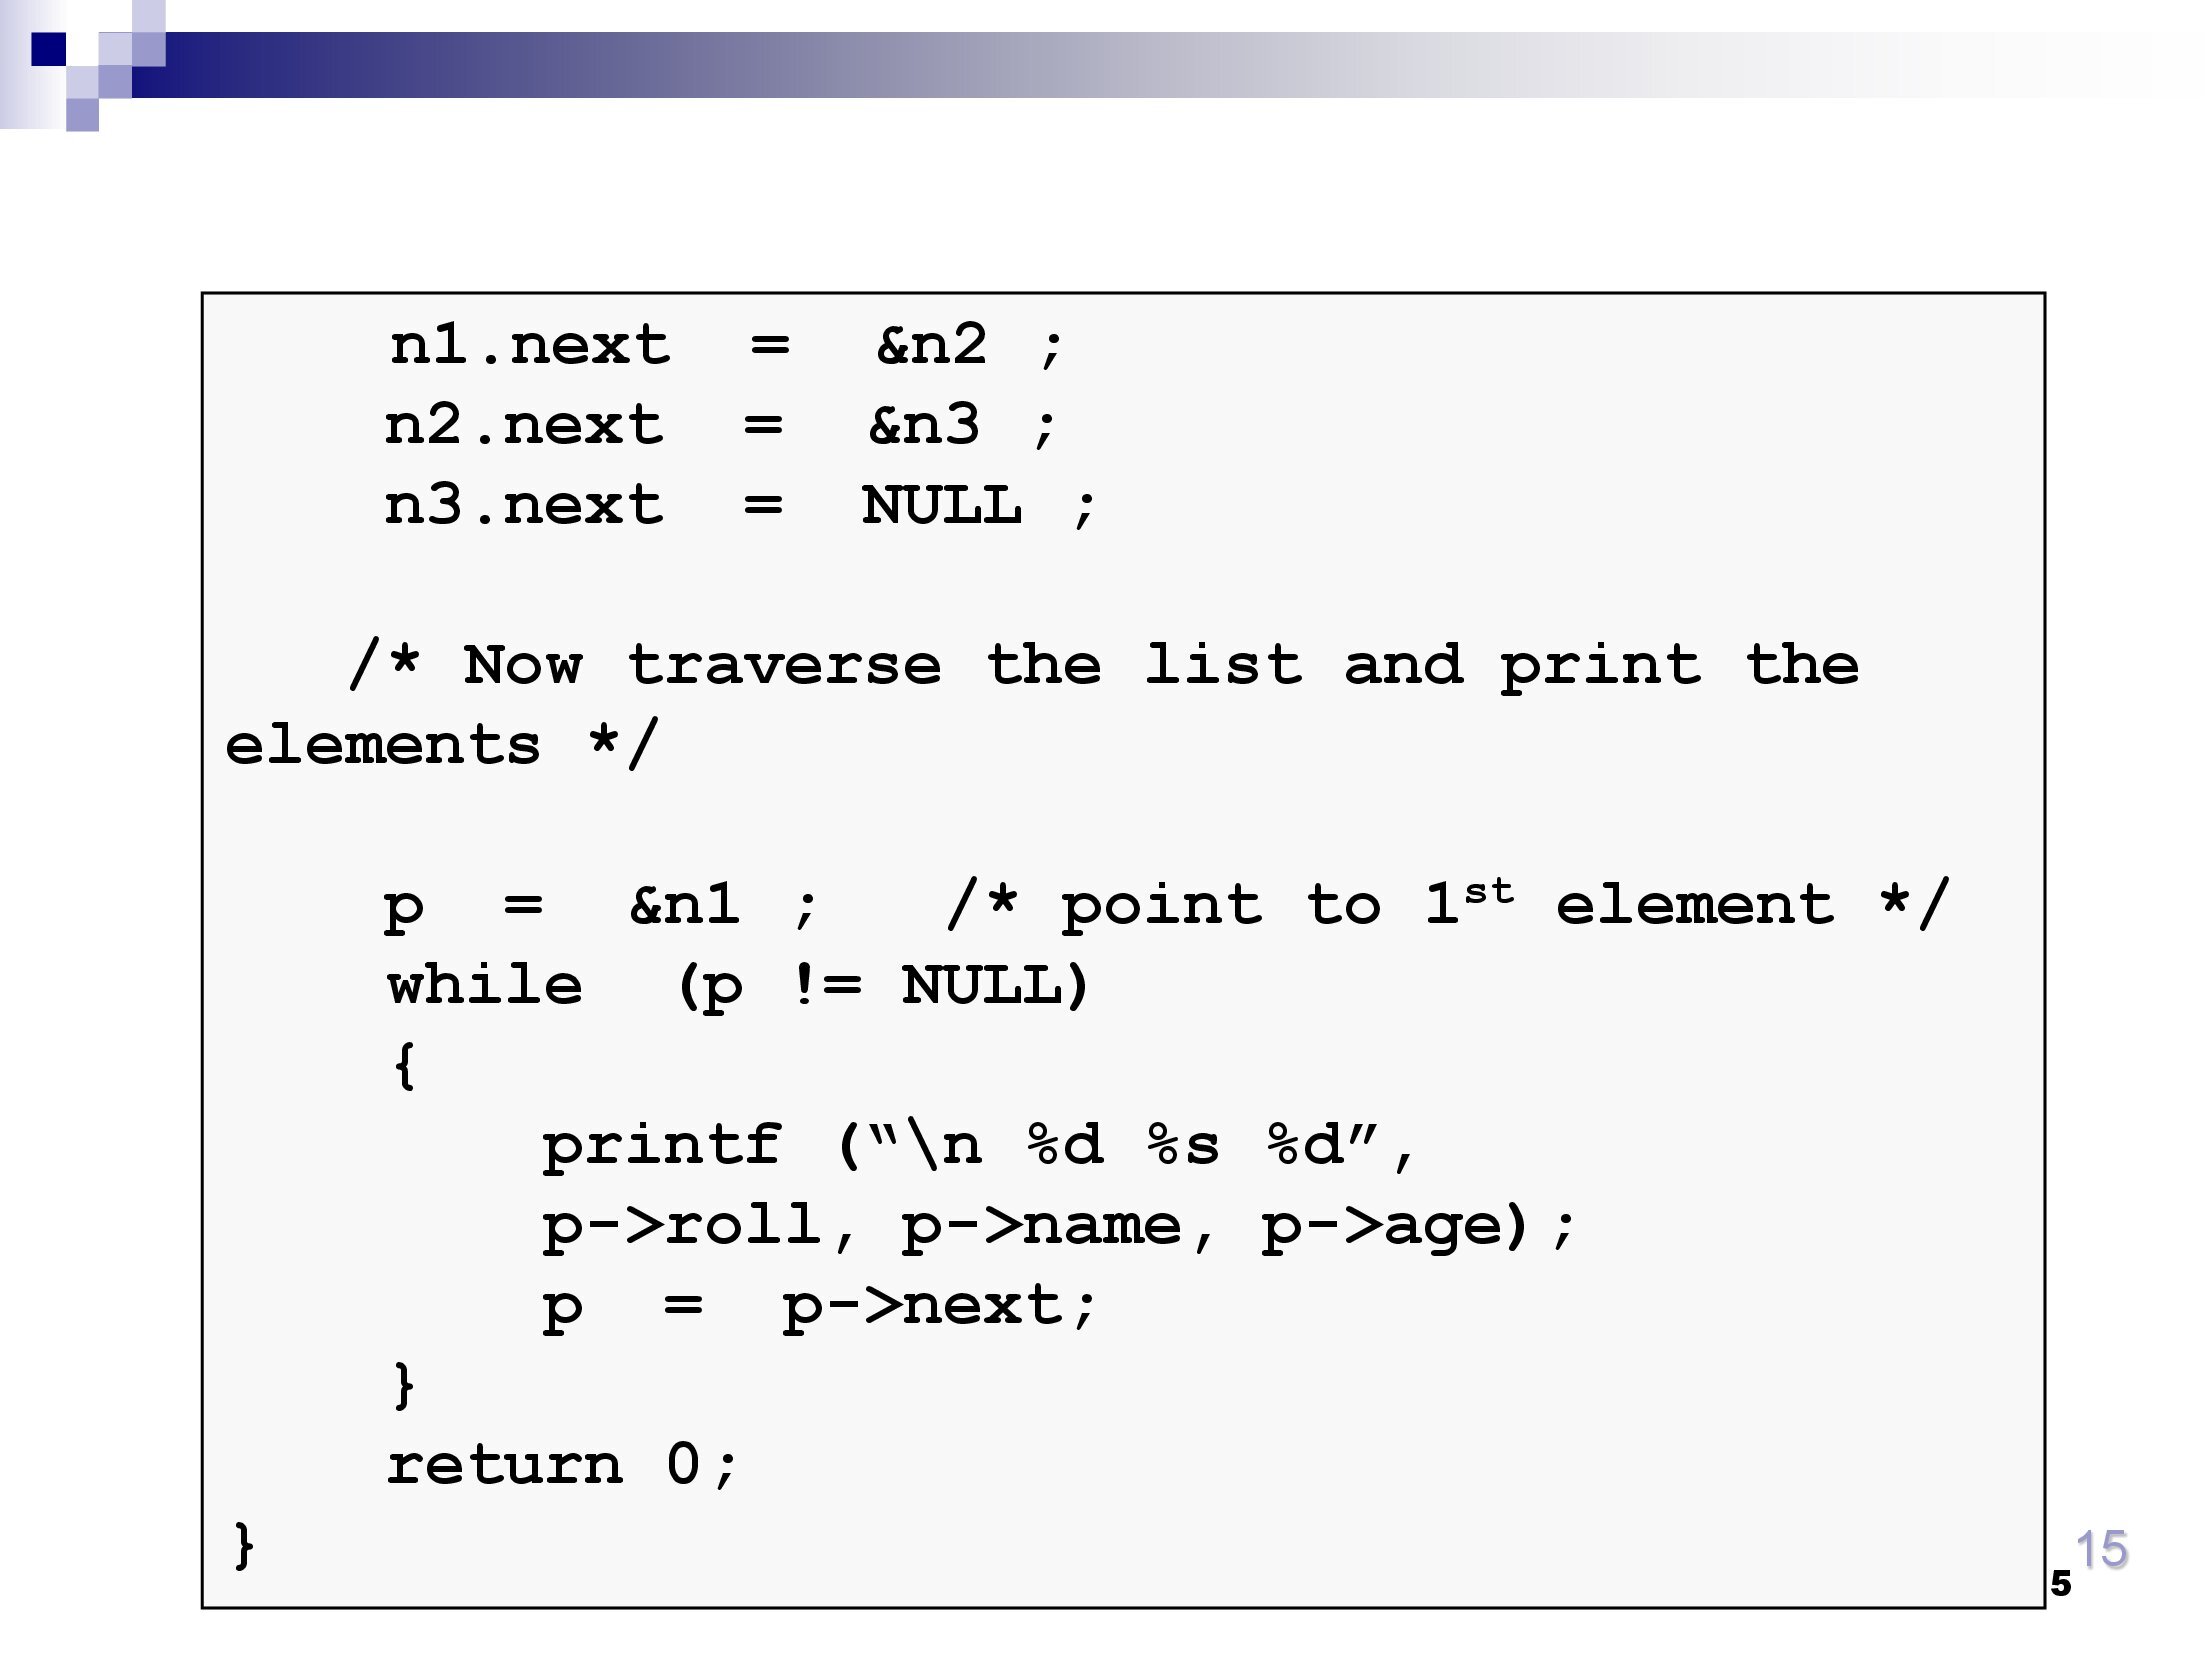 n1.next  =  &n2 ;
n2.next  =  &n3 ;
n3.next  =  NULL ;
/* Now traverse the list and print the
elements */
p  =  &n1 ;   /* point to 1st element */
while  (p != NULL)
{
printf (“\n %d %s %d”,
p->roll, p->name, p->age);
p  =  p->next;
}
return 0;
}
15
5